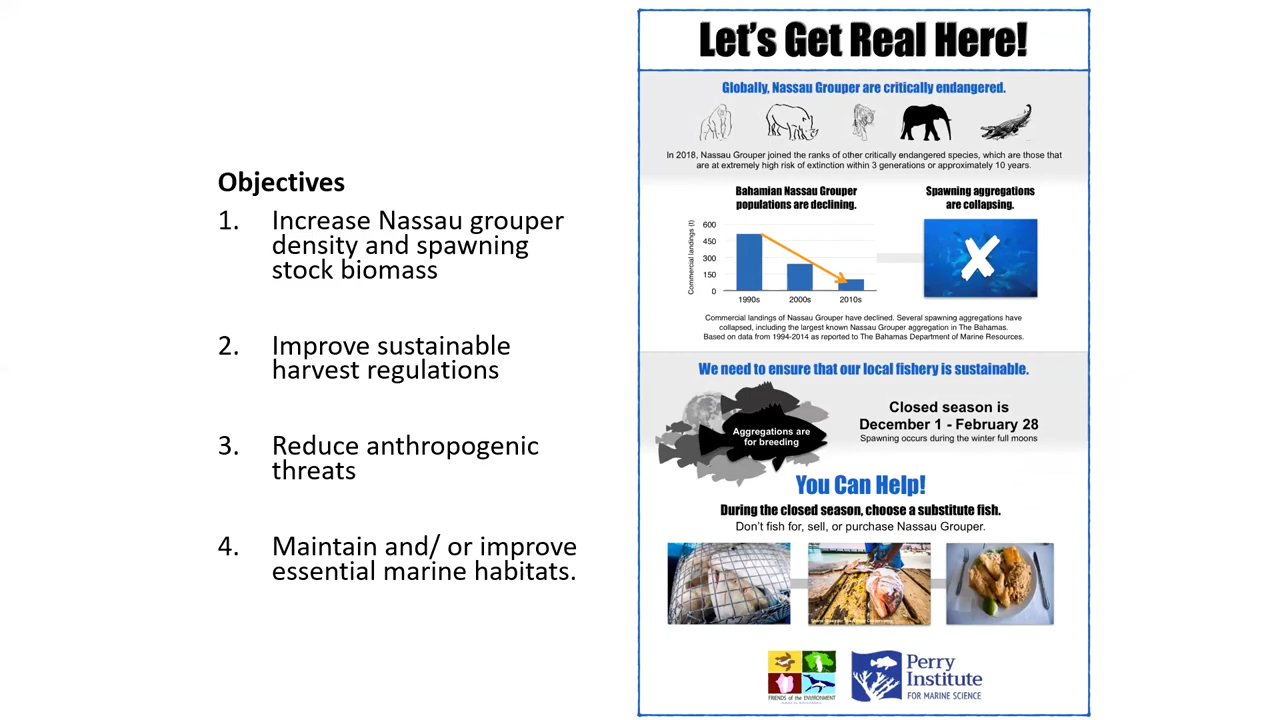 Objectives
1. Increase Nassau grouper
density and spawning
stock biomass
2. Improve sustainable
harvest regulations
3. Reduce anthropogenic
threats
4. Maintain and/ or improve
essential marine habitats.
Let's Get Real Here!
Globally, Nassau Grouper are critically endangered.
In 2018, Nassau Grouper joined the ranks of other critically endangered species, which are those that
are at extremely high risk of extinction within 3 generations or approximately 10 years.
Bahamian Nassau Grouper
populations are declining.
Commercial landings (t)
600
450
300
150
0
1990s 2000s 2010s
Spawning aggregations
are collapsing.
X
Commercial landings of Nassau Grouper have declined. Several spawning aggregations have
collapsed, including the largest known Nassau Grouper aggregation in The Bahamas.
Based on data from 1994-2014 as reported to The Bahamas Department of Marine Resources.
We need to ensure that our local fishery is sustainable.
Aggregations are
for breeding
Closed season is
December 1 - February 28
Spawning occurs during the winter full moons
You Can Help!
During the closed season, choose a substitute fish.
Don't fish for, sell, or purchase Nassau Grouper.
FRIENDS of the ENVIRONMENT
Perry
Institute
FOR MARINE SCIENCE